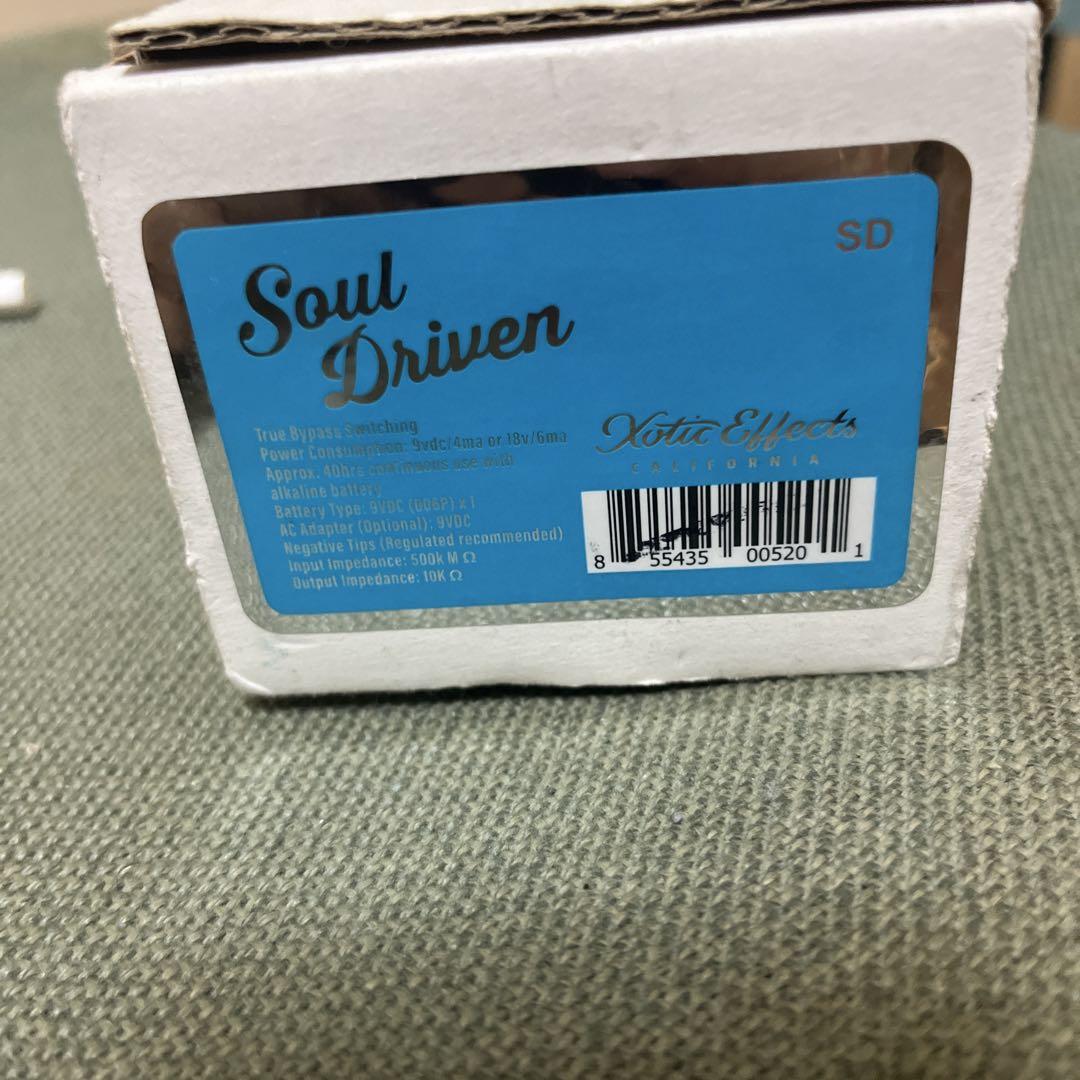 SD
Soul
Driven
True Bypass Switching
Power Consumption: 9vdc/4ma or 18v/6ma
Approx. 40hrs continuous use with
alkaline battery
Battery Type: 9VDC (006P) x 1
AC Adapter (Optional): 9VDC
Negative Tips (Regulated recommended)
Input Impedance: 500k M Ω
Output Impedance: 10K Ω
Xotic Effects
CALIFORNIA
8 55435 00520 1